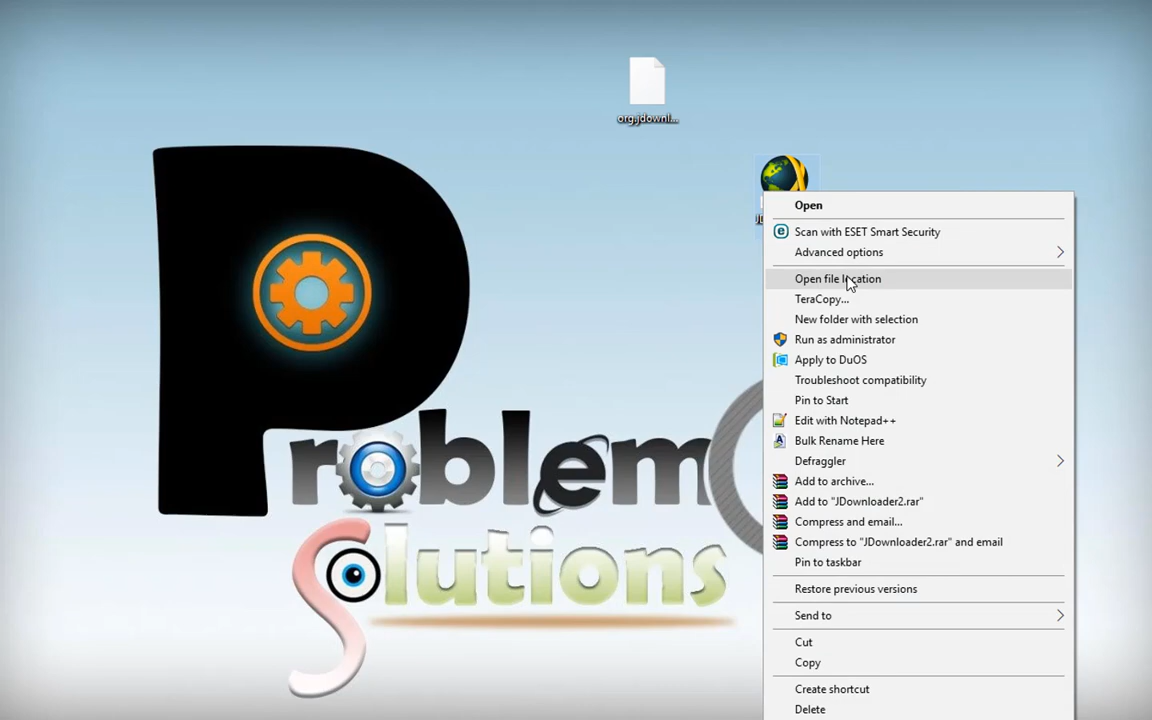 org.jdownl...
Open
Scan with ESET Smart Security
Advanced options
Open file location
TeraCopy...
New folder with selection
Run as administrator
Apply to DuOS
Troubleshoot compatibility
Pin to Start
Edit with Notepad++
Bulk Rename Here
Defraggler
Add to archive...
Add to "JDownloader2.rar"
Compress and email...
Compress to "JDownloader2.rar" and email
Pin to taskbar
Restore previous versions
Send to
Cut
Copy
Create shortcut
Delete
Problem
Solutions